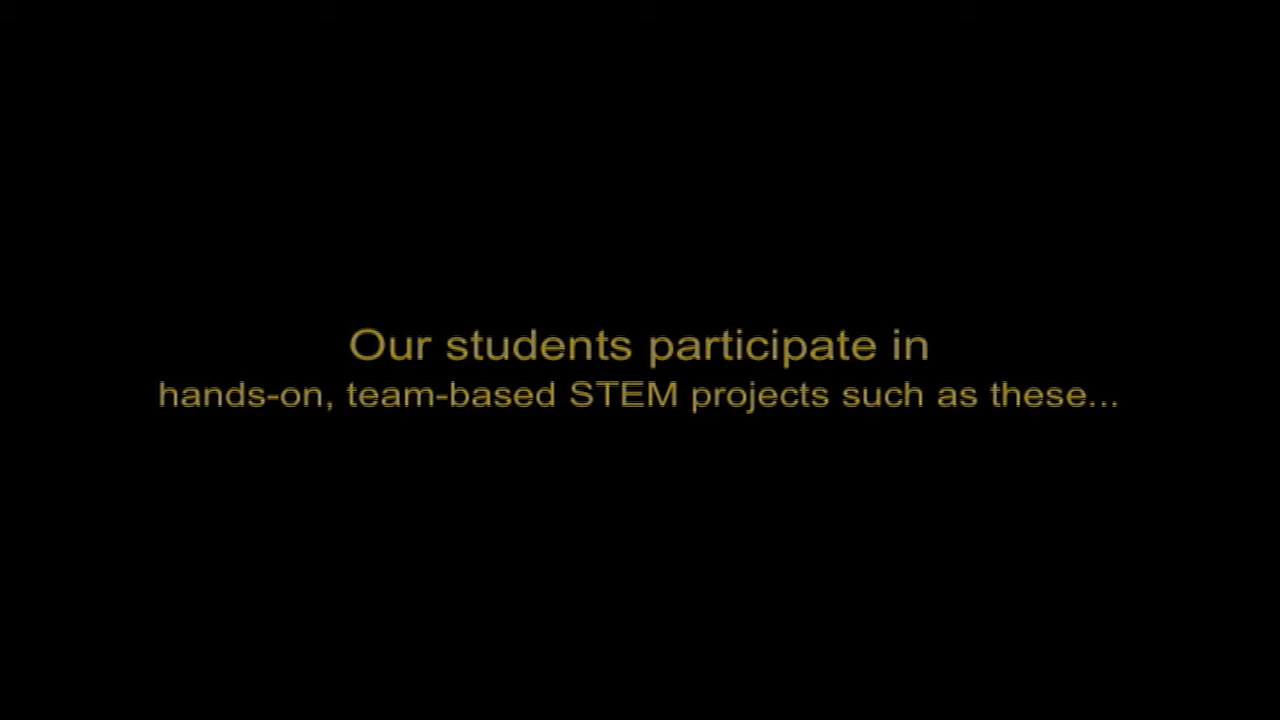 Our students participate in
hands-on, team-based STEM projects such as these...